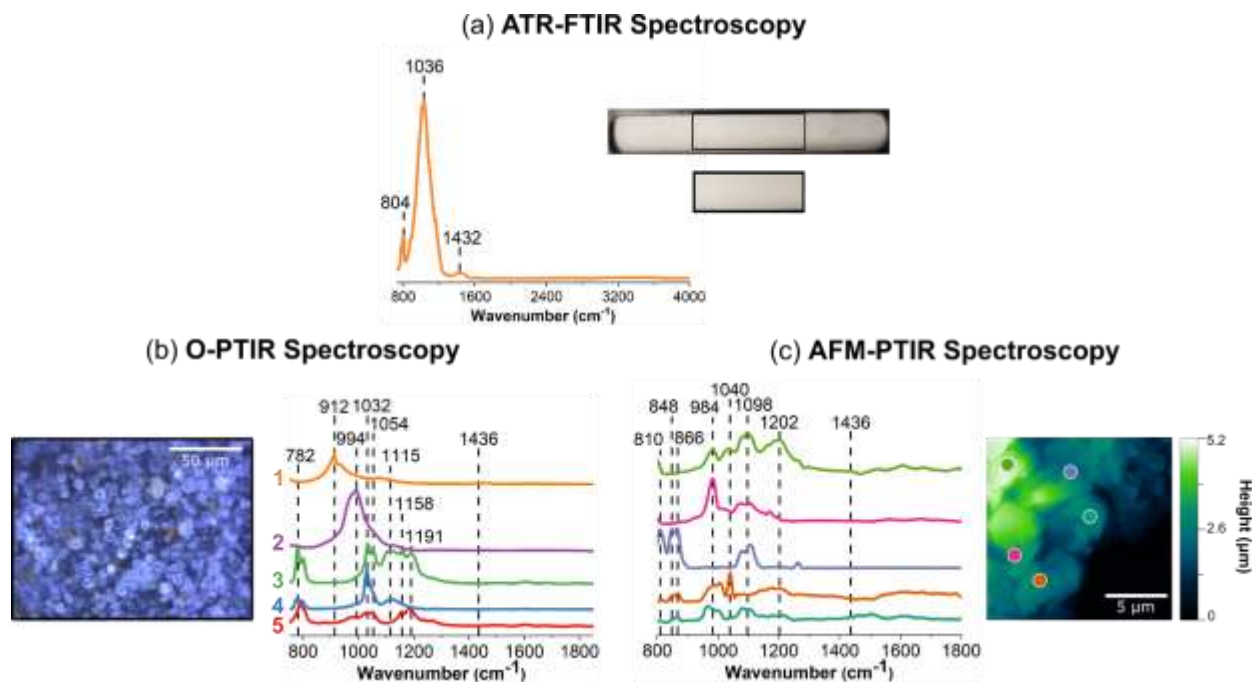 (a) ATR-FTIR Spectroscopy
1036
804
1432
800 1600 2400 3200 4000
Wavenumber (cm⁻¹)
(b) O-PTIR Spectroscopy
50 µm
912 1032
994 1054
782 1115 1436
1 1158
2 1191
3
4
5
800 1000 1200 1400 1600 1800
Wavenumber (cm⁻¹)
(c) AFM-PTIR Spectroscopy
1040
848 984 1098
810 866 1202 1436
800 1000 1200 1400 1600 1800
Wavenumber (cm⁻¹)
5 µm
5.2
2.6
0
Height (µm)